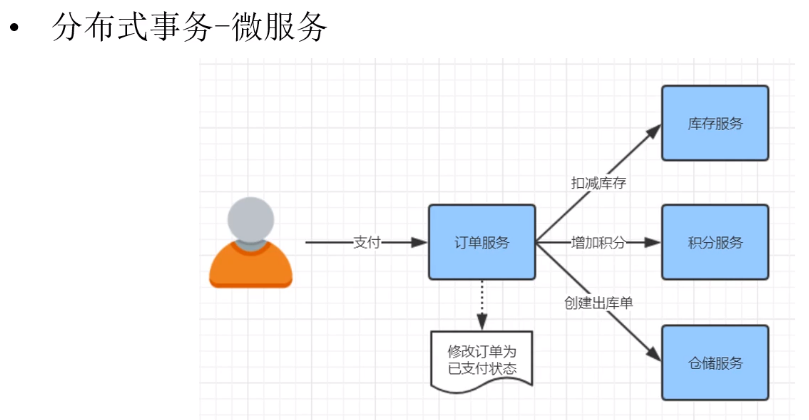 • 分布式事务-微服务
库存服务
扣减库存
支付
订单服务
增加积分
积分服务
创建出库单
修改订单为
已支付状态
仓储服务